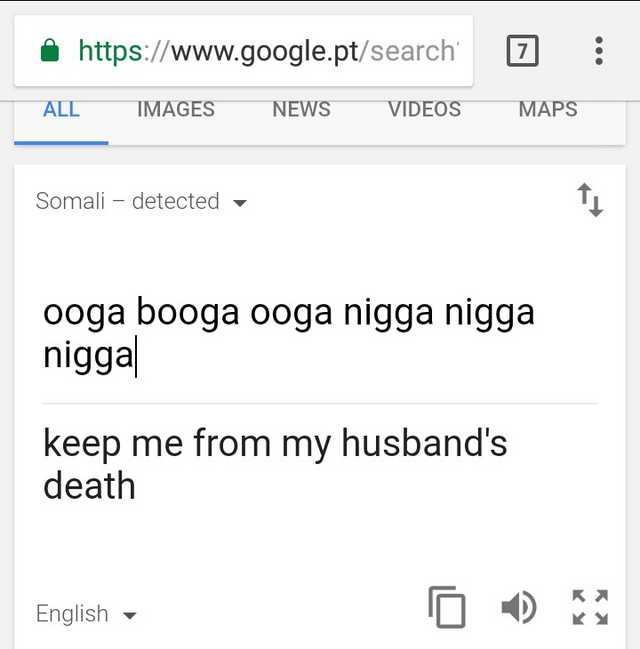 https://www.google.pt/search
7
ALL IMAGES NEWS VIDEOS MAPS
Somali – detected
ooga booga ooga nigga nigga
nigga
keep me from my husband's
death
English